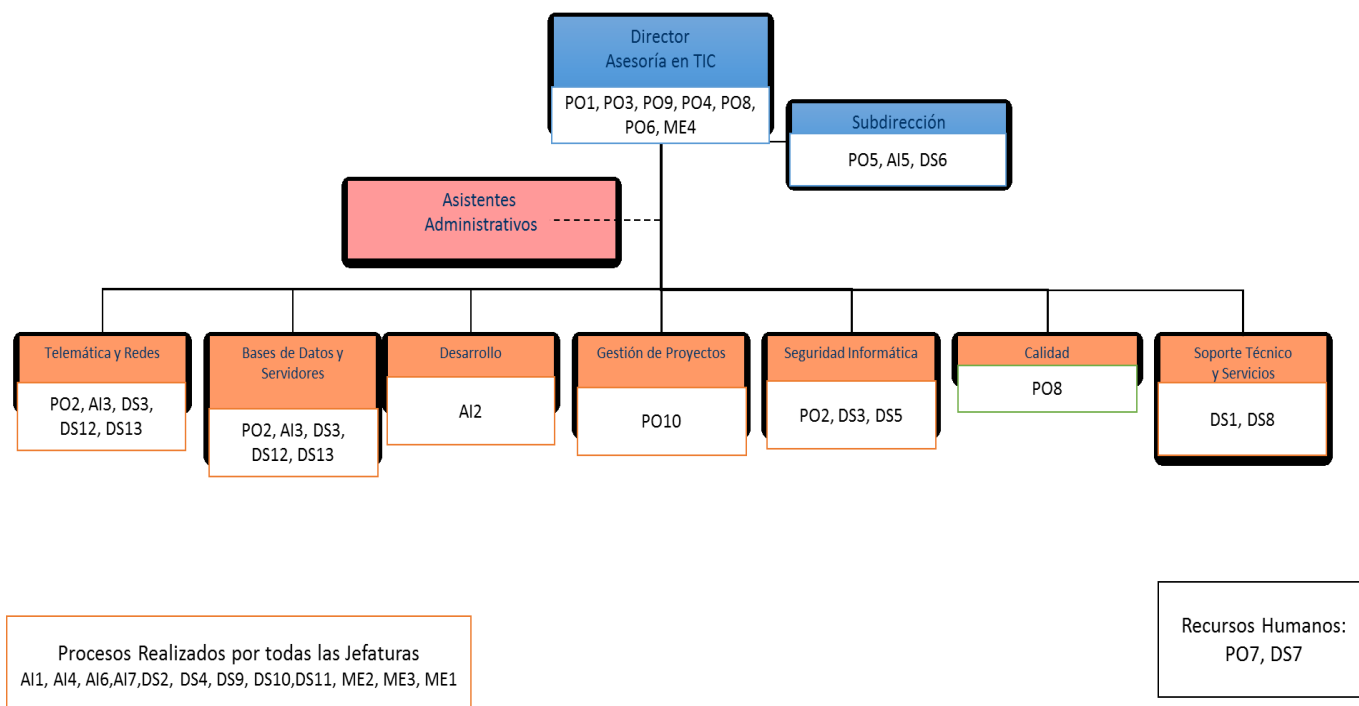 Director
Asesoría en TIC
PO1, PO3, PO9, PO4, PO8,
PO6, ME4
Subdirección
PO5, AI5, DS6
Asistentes
Administrativos
Telemática y Redes
PO2, AI3, DS3,
DS12, DS13
Bases de Datos y
Servidores
PO2, AI3, DS3,
DS12, DS13
Desarrollo
AI2
Gestión de Proyectos
PO10
Seguridad Informática
PO2, DS3, DS5
Calidad
PO8
Soporte Técnico
y Servicios
DS1, DS8
Procesos Realizados por todas las Jefaturas
AI1, AI4, AI6,AI7,DS2, DS4, DS9, DS10,DS11, ME2, ME3, ME1
Recursos Humanos:
PO7, DS7